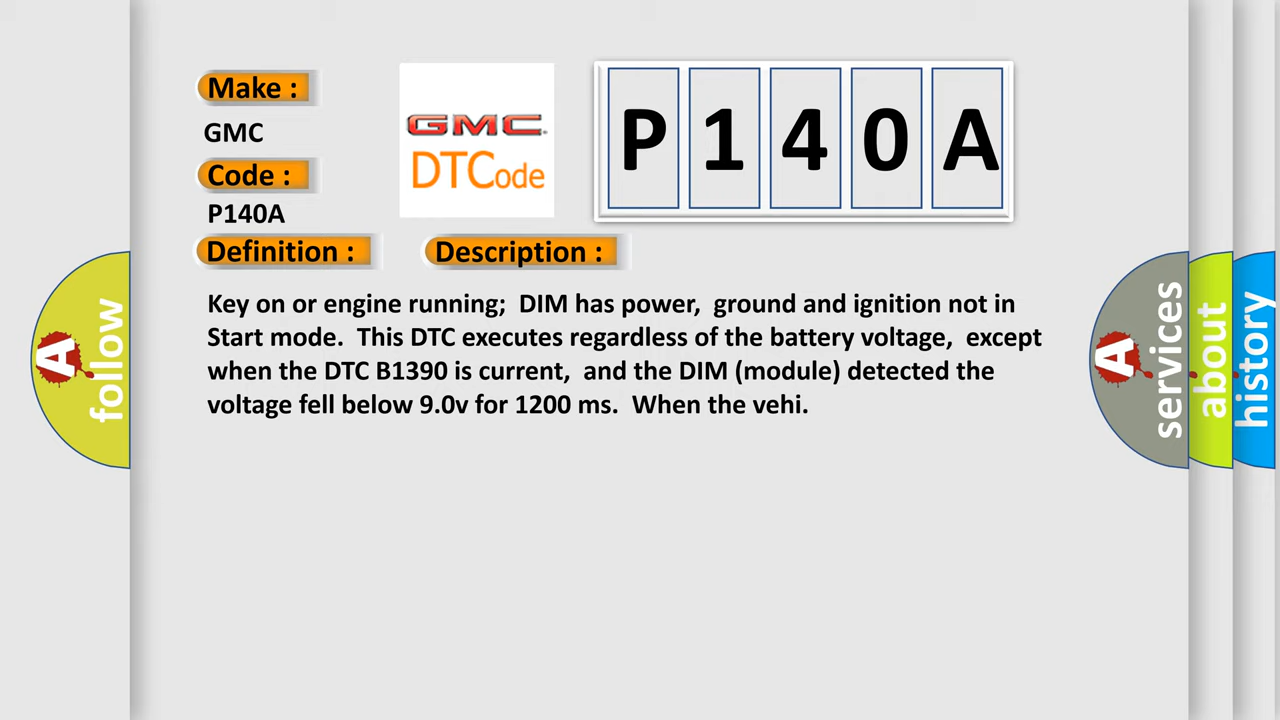 Make :
GMC
Code :
P140A
Definition :
Description :
GMC
DTCode
P140A
Key on or engine running; DIM has power, ground and ignition not in
Start mode. This DTC executes regardless of the battery voltage, except
when the DTC B1390 is current, and the DIM (module) detected the
voltage fell below 9.0v for 1200 ms. When the vehi.
A follow
A services
about
history